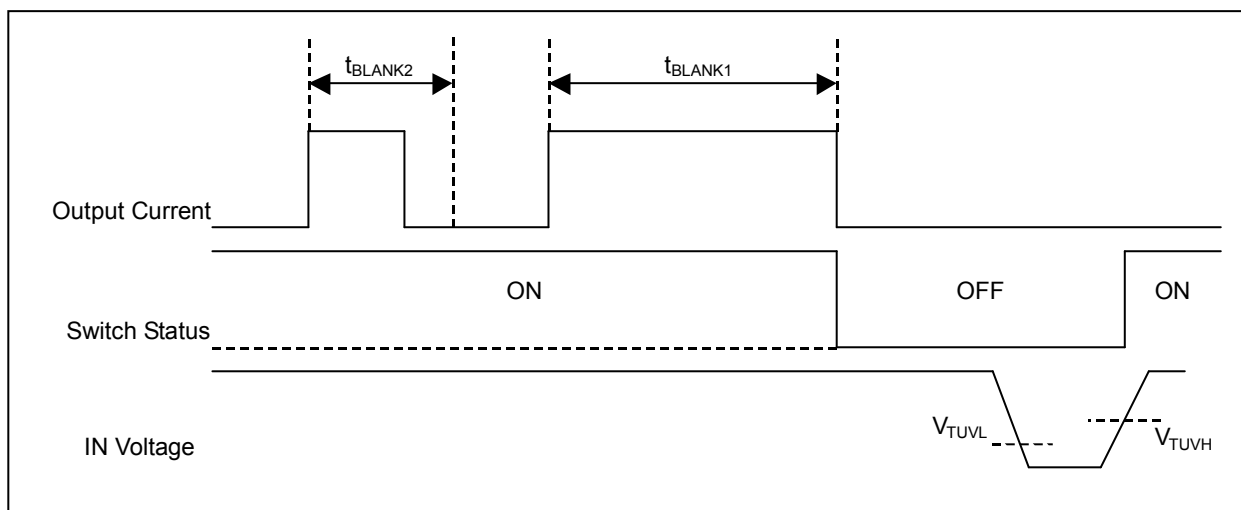 tBLANK2
tBLANK1
Output Current
ON
OFF
ON
Switch Status
VTUVL
VTUVH
IN Voltage